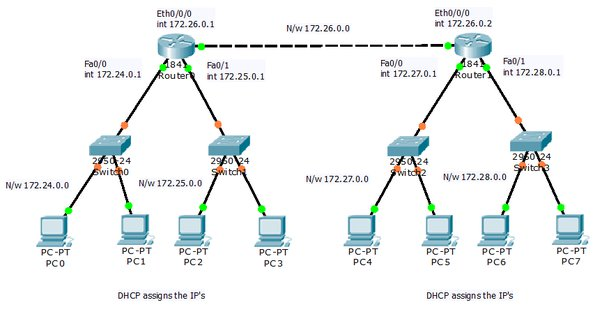 Eth0/0/0
int 172.26.0.1
N/w 172.26.0.0
Eth0/0/0
int 172.26.0.2
Fa0/0
int 172.24.0.1
1841
Router0
Fa0/1
int 172.25.0.1
Fa0/0
int 172.27.0.1
1841
Router1
Fa0/1
int 172.28.0.1
2950-24
Switch0
2950-24
2950-24
Switch2
2950-24
Switch3
N/w 172.24.0.0
N/w 172.25.0.0
N/w 172.27.0.0
N/w 172.28.0.0
PC-PT
PC0
PC-PT
PC1
PC-PT
PC2
PC-PT
PC3
PC-PT
PC4
PC-PT
PC5
PC-PT
PC6
PC-PT
PC7
DHCP assigns the IP's
DHCP assigns the IP's